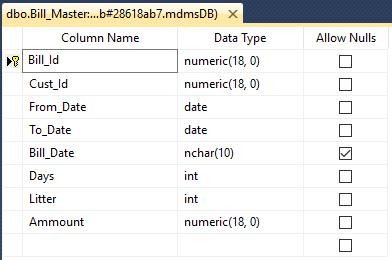 dbo.Bill_Master:...b#28618ab7.mdmsDB)
Column Name Data Type Allow Nulls
Bill_Id numeric(18, 0)
Cust_Id numeric(18, 0)
From_Date date
To_Date date
Bill_Date nchar(10)
Days int
Litter int
Ammount numeric(18, 0)